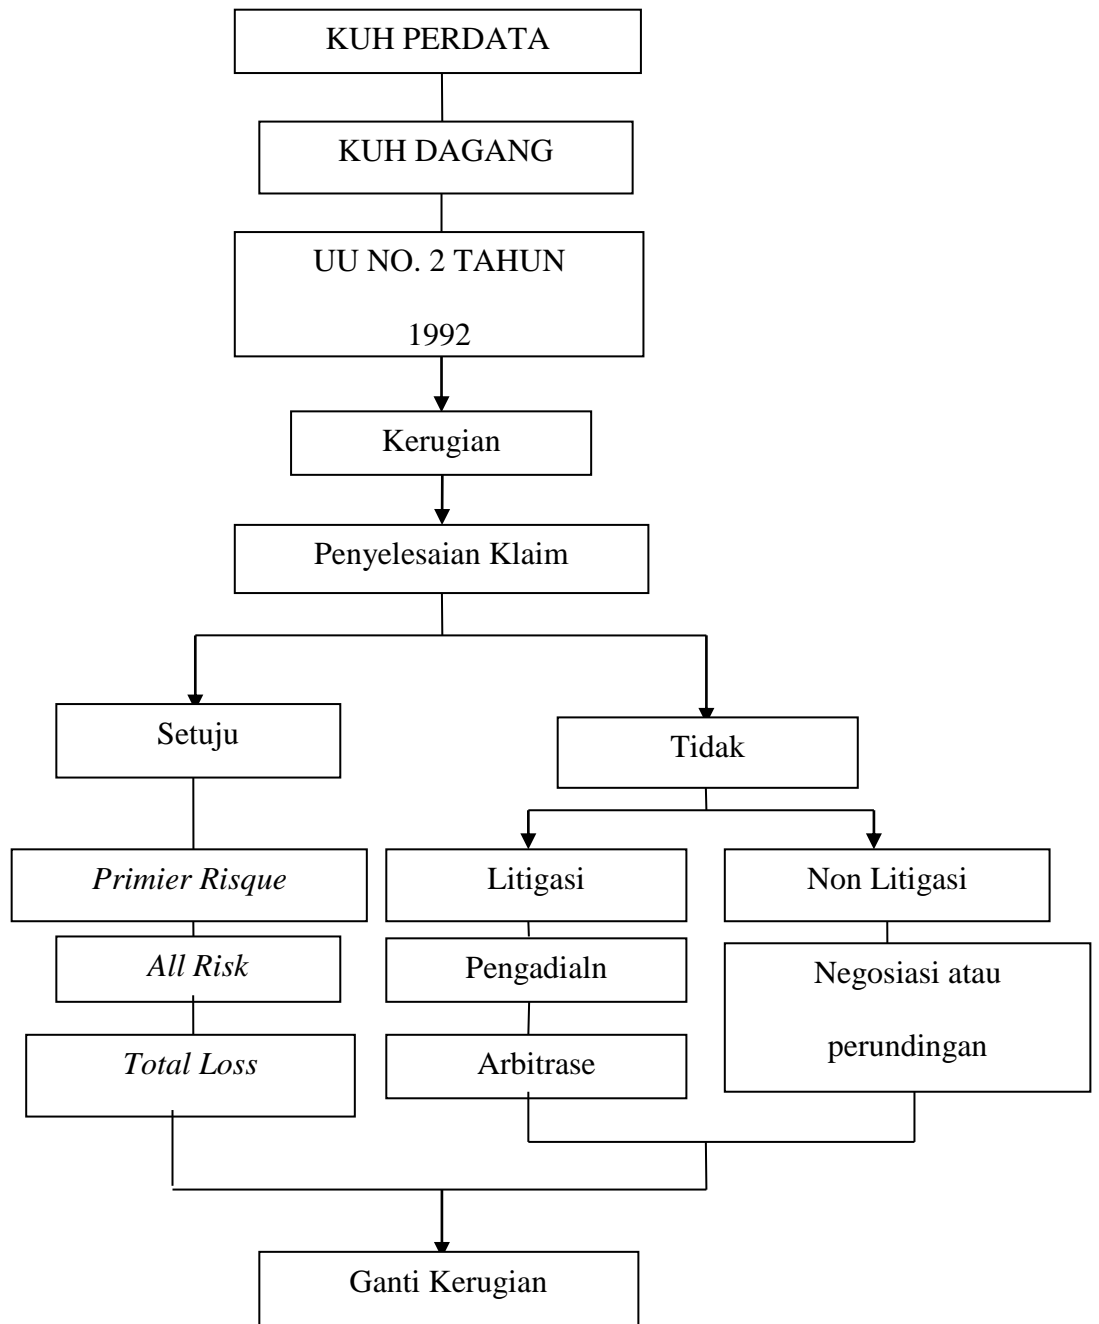 KUH PERDATA
KUH DAGANG
UU NO. 2 TAHUN
1992
Kerugian
Penyelesaian Klaim
Setuju
Tidak
Primier Risque
Litigasi
Non Litigasi
All Risk
Pengadialn
Negosiasi atau
perundingan
Total Loss
Arbitrase
Ganti Kerugian